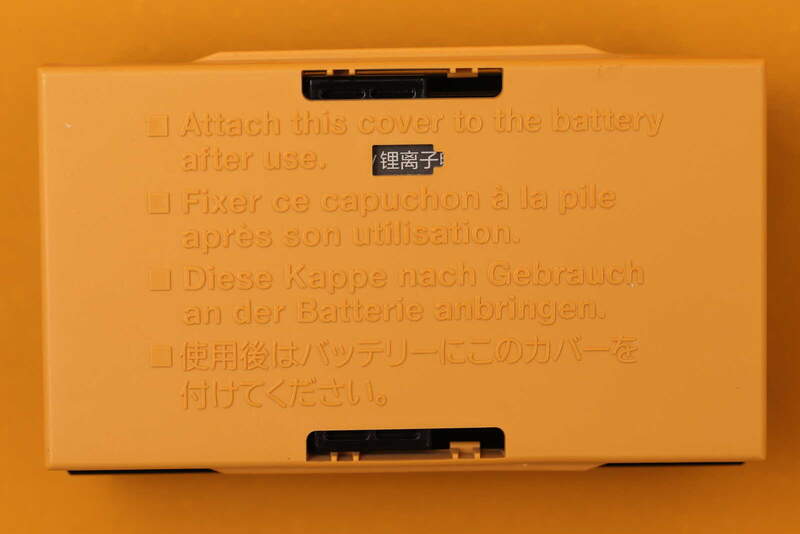 ■ Attach this cover to the battery
after use.
锂离子
■ Fixer ce capuchon à la pile
après son utilisation.
■ Diese Kappe nach Gebrauch
an der Batterie anbringen.
■ 使用後はバッテリーにこのカバーを
付けてください。